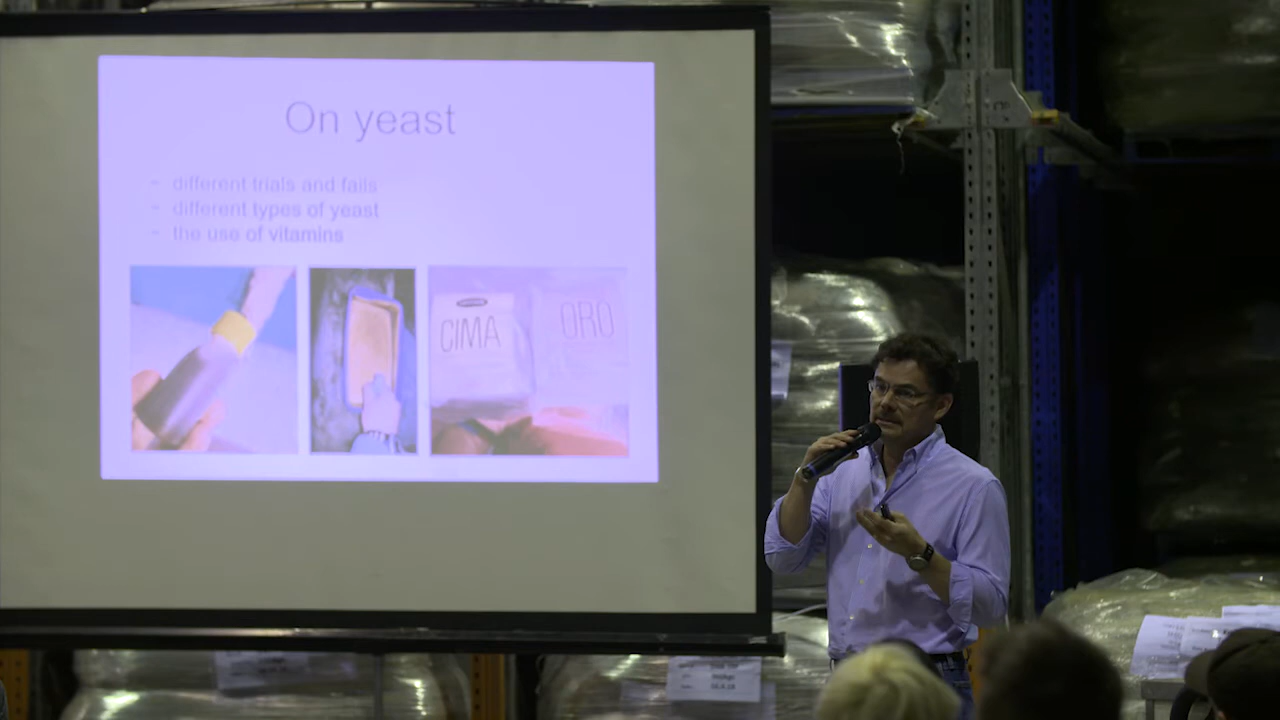 On yeast
- different trials and fails
- different types of yeast
- the use of vitamins
CIMA
ORO